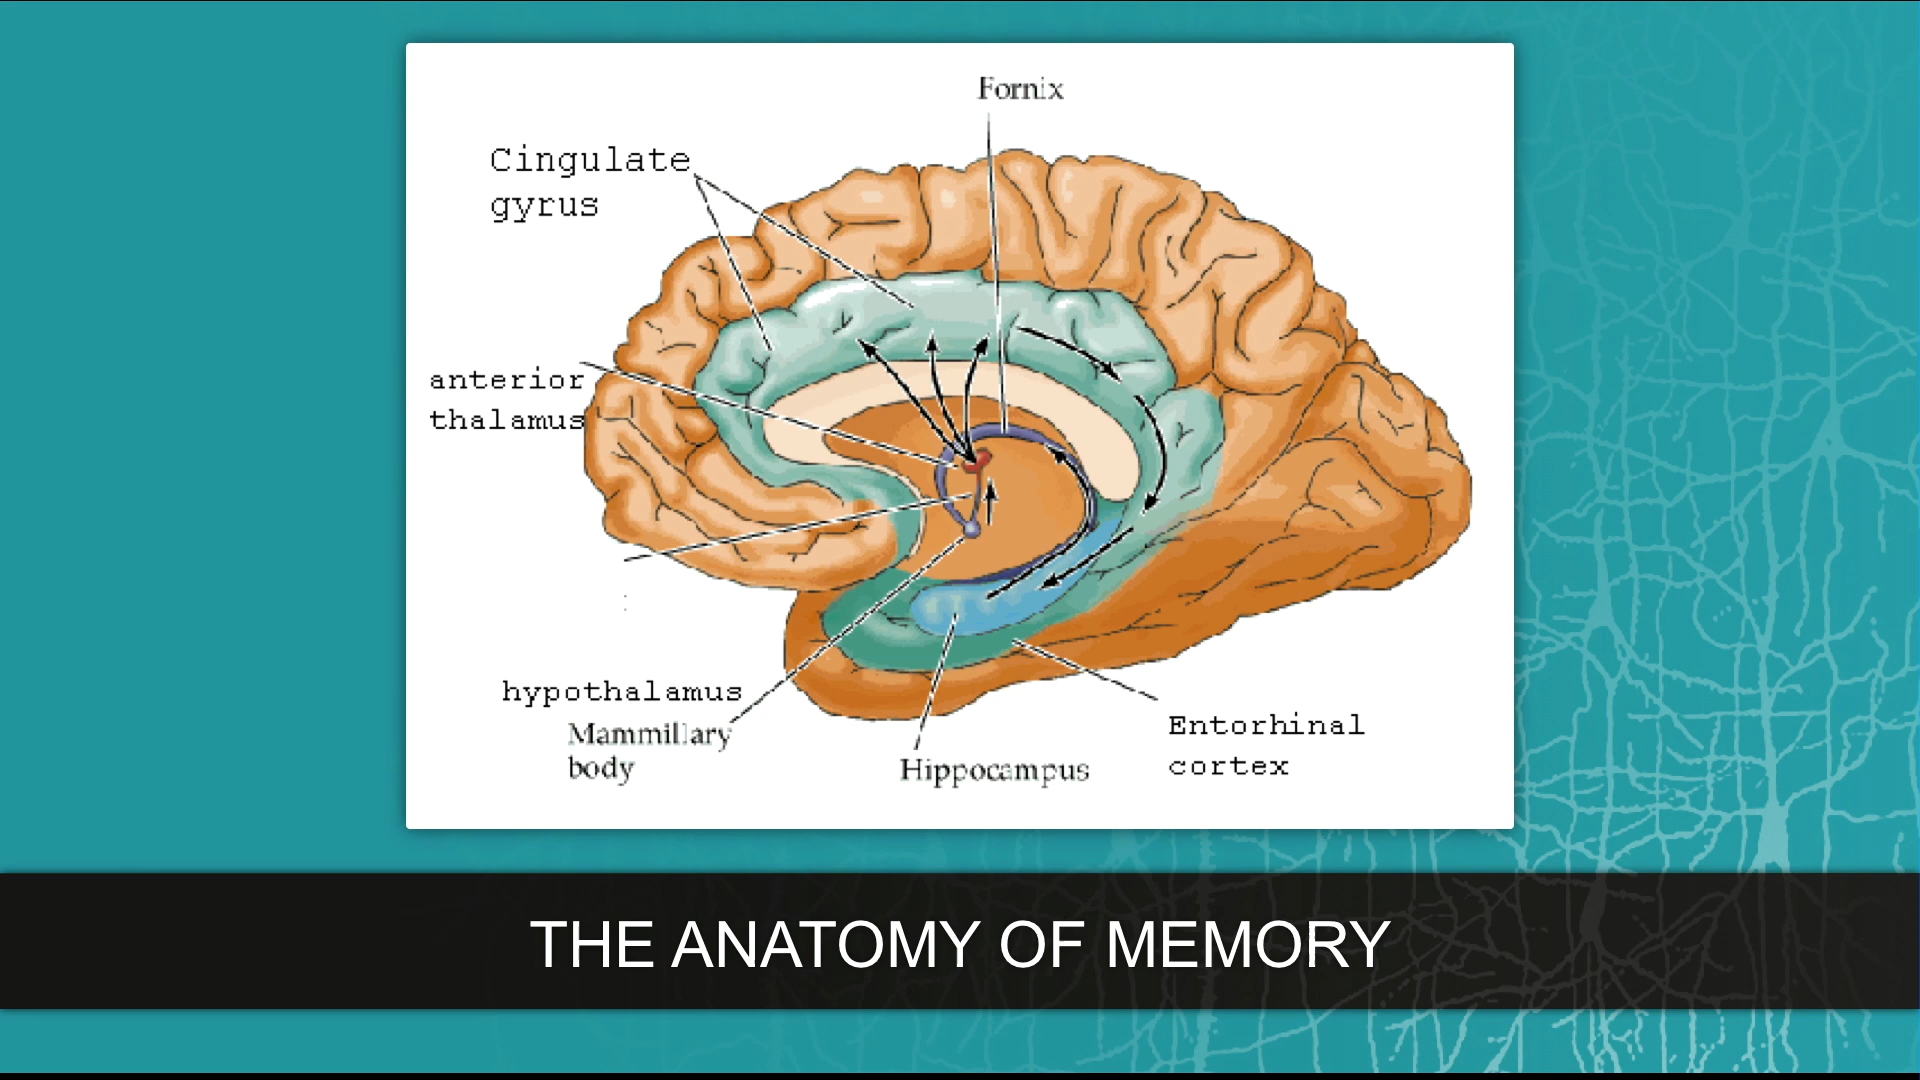 Fornix
Cingulate
gyrus
anterior
thalamus
hypothalamus
Mammillary
body
Hippocampus
Entorhinal
cortex
THE ANATOMY OF MEMORY